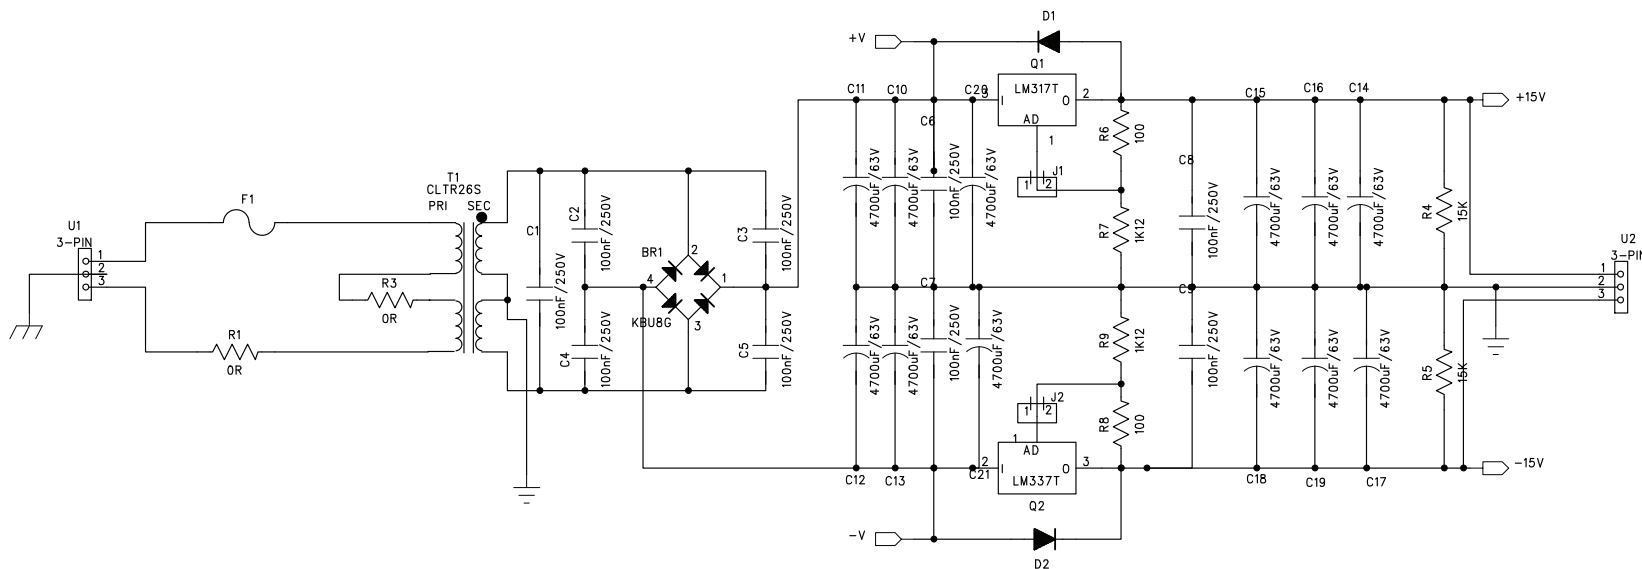 U1
3-PIN
1
2
3
F1
R1
0R
R3
0R
T1
CLTR26S
PRI SEC
C1
100nF/250V
C2
100nF/250V
C4
100nF/250V
BR1
KBU8G
2
4
1
3
C3
100nF/250V
C5
100nF/250V
+V
D1
Q1
LM317T
3
I
O
2
AD
1
J1
1 2
C11
C10
C6
C20
4700uF/63V
4700uF/63V
100nF/250V
4700uF/63V
R6
100
R7
1K12
C8
100nF/250V
C15
C16
C14
4700uF/63V
4700uF/63V
4700uF/63V
R4
15K
+15V
C7
4700uF/63V
4700uF/63V
100nF/250V
4700uF/63V
C12
C13
C21
J2
1 2
1
AD
2
I
O
3
LM337T
Q2
-V
D2
R9
1K12
R8
100
C9
100nF/250V
4700uF/63V
4700uF/63V
4700uF/63V
C18
C19
C17
R5
15K
-15V
U2
3-PIN
1
2
3